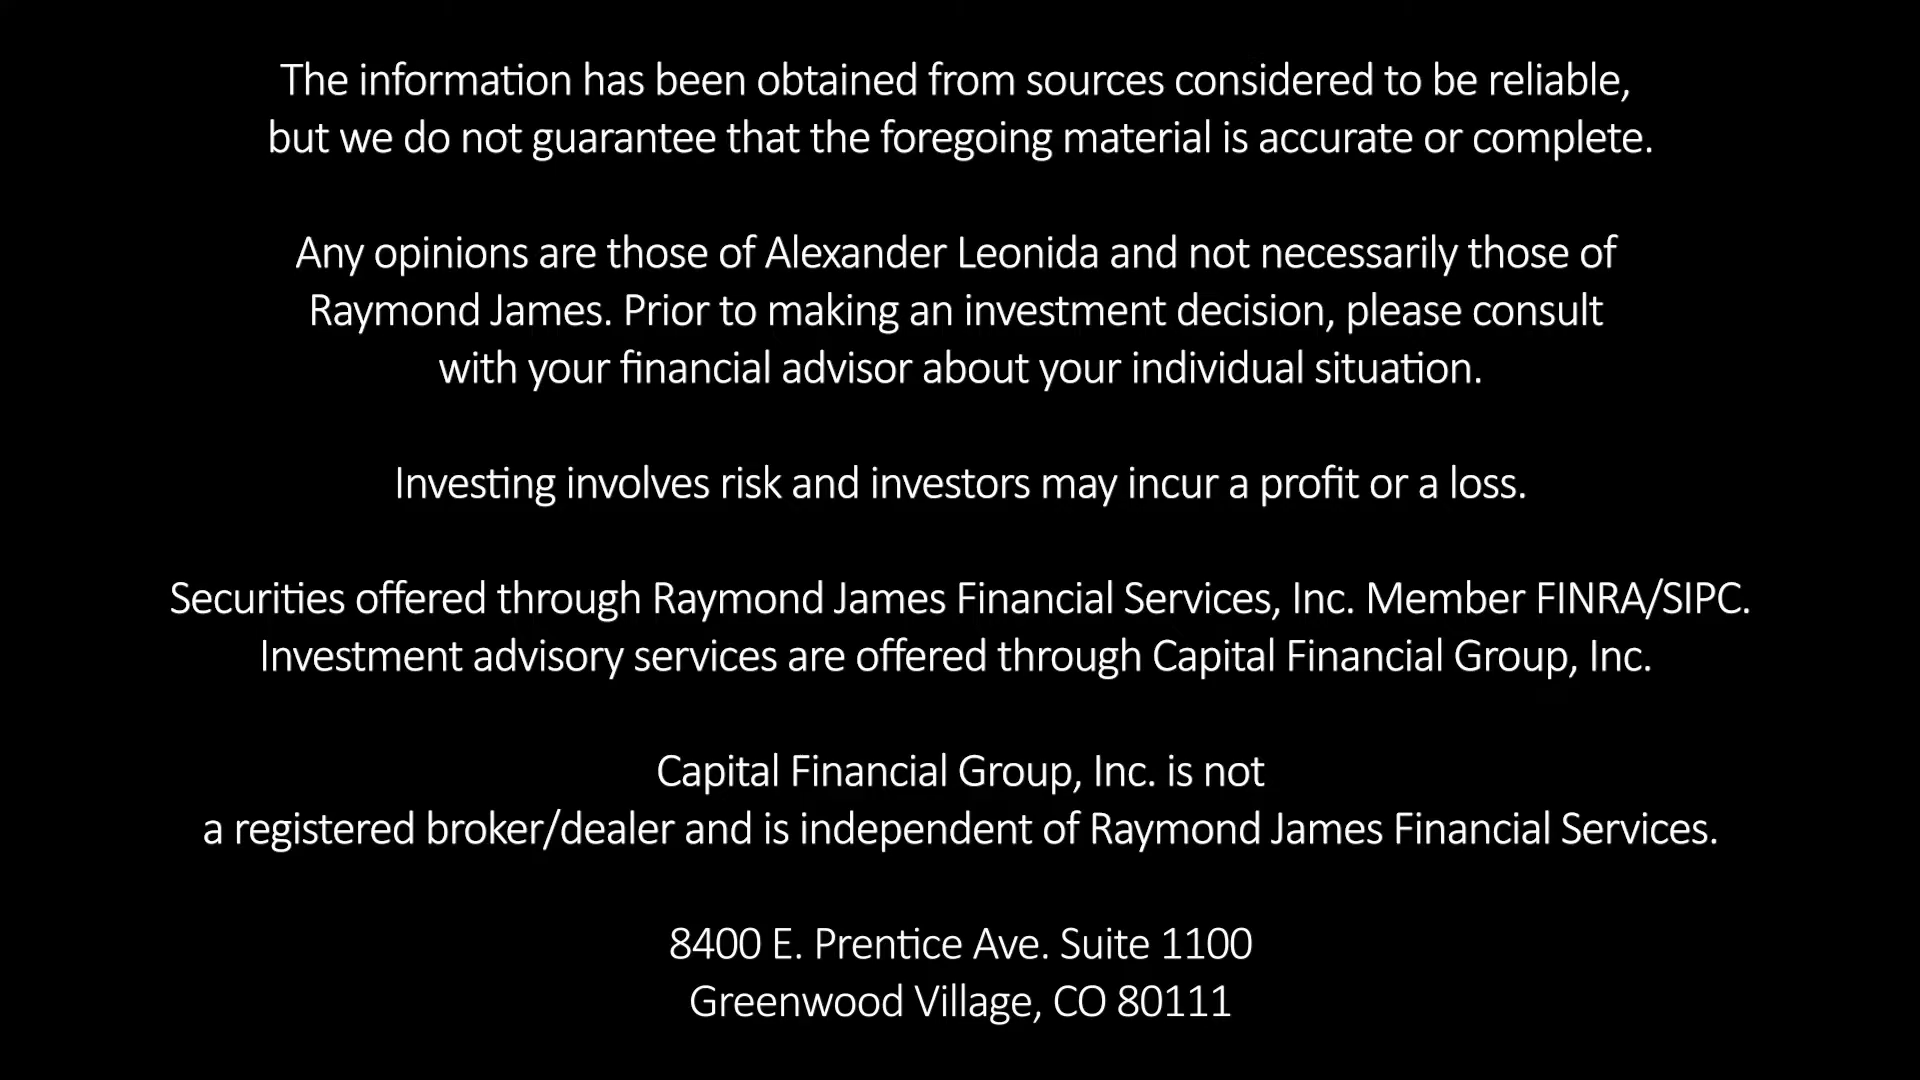 The information has been obtained from sources considered to be reliable,
but we do not guarantee that the foregoing material is accurate or complete.
Any opinions are those of Alexander Leonida and not necessarily those of
Raymond James. Prior to making an investment decision, please consult
with your financial advisor about your individual situation.
Investing involves risk and investors may incur a profit or a loss.
Securities offered through Raymond James Financial Services, Inc. Member FINRA/SIPC.
Investment advisory services are offered through Capital Financial Group, Inc.
Capital Financial Group, Inc. is not
a registered broker/dealer and is independent of Raymond James Financial Services.
8400 E. Prentice Ave. Suite 1100
Greenwood Village, CO 80111